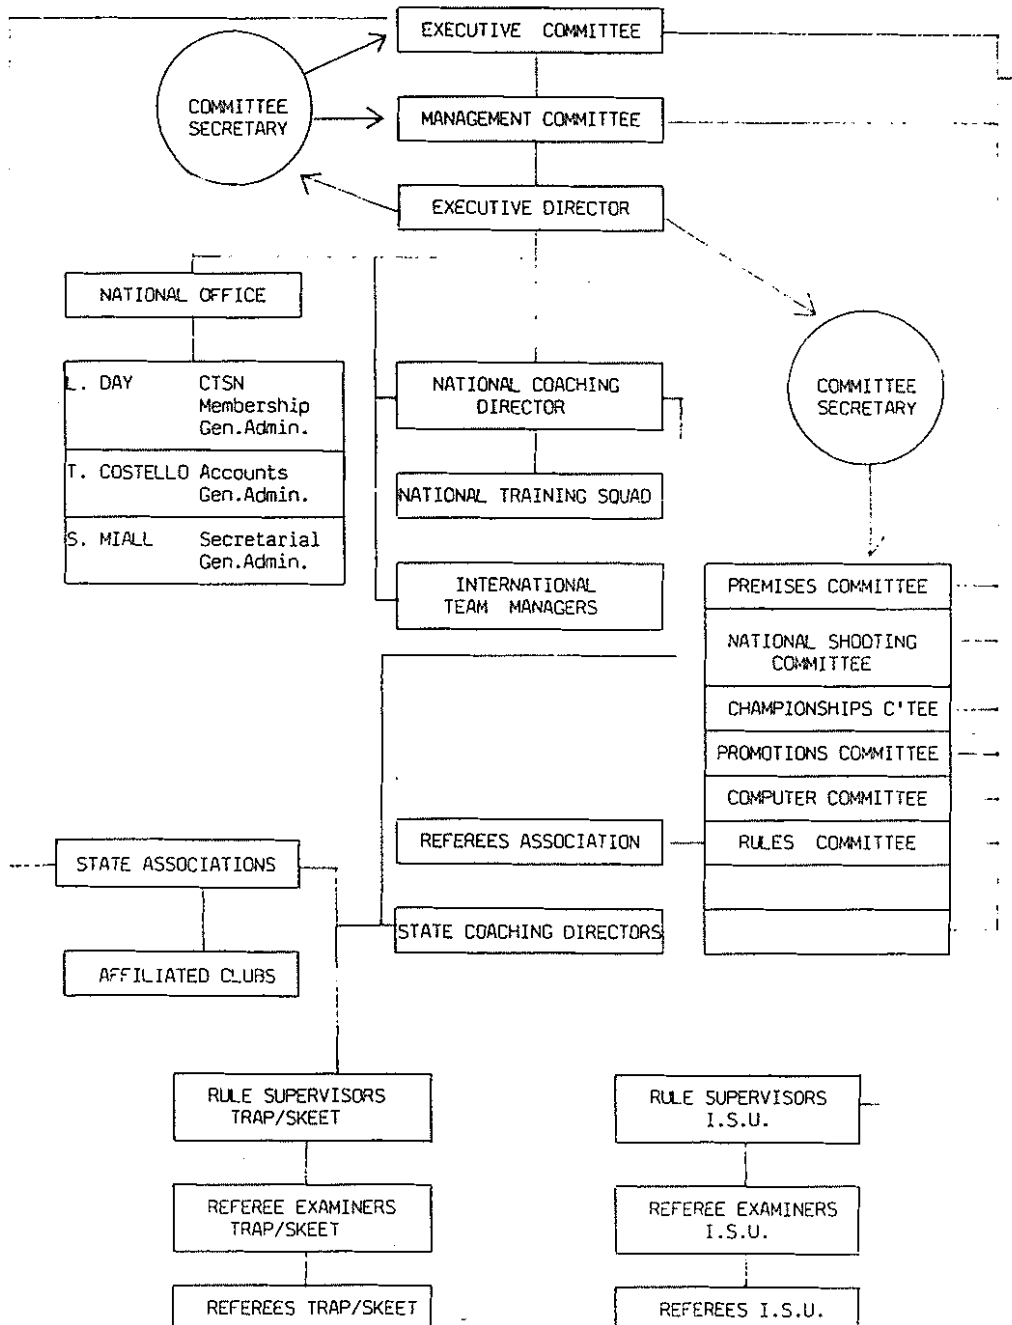 EXECUTIVE COMMITTEE
COMMITTEE
SECRETARY
MANAGEMENT COMMITTEE
EXECUTIVE DIRECTOR
NATIONAL OFFICE
L. DAY CTSN
Membership
Gen.Admin.
T. COSTELLO Accounts
Gen.Admin.
S. MIALL Secretarial
Gen.Admin.
NATIONAL COACHING
DIRECTOR
NATIONAL TRAINING SQUAD
INTERNATIONAL
TEAM MANAGERS
COMMITTEE
SECRETARY
PREMISES COMMITTEE
NATIONAL SHOOTING
COMMITTEE
CHAMPIONSHIPS C'TEE
PROMOTIONS COMMITTEE
COMPUTER COMMITTEE
RULES COMMITTEE
REFEREES ASSOCIATION
STATE ASSOCIATIONS
STATE COACHING DIRECTORS
AFFILIATED CLUBS
RULE SUPERVISORS
TRAP/SKEET
REFEREE EXAMINERS
TRAP/SKEET
REFEREES TRAP/SKEET
RULE SUPERVISORS
I.S.U.
REFEREE EXAMINERS
I.S.U.
REFEREES I.S.U.